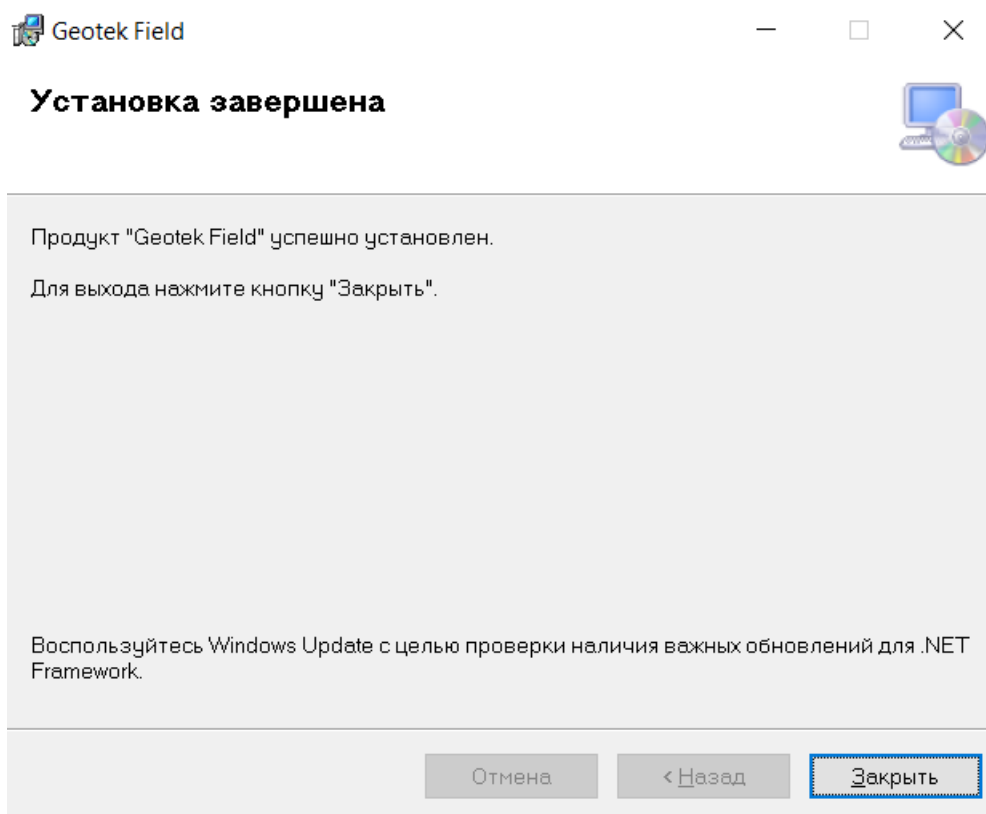 Geotek Field
Установка завершена
Продукт "Geotek Field" успешно установлен.
Для выхода нажмите кнопку "Закрыть".
Воспользуйтесь Windows Update с целью проверки наличия важных обновлений для .NET
Framework.
Отмена
< Назад
Закрыть